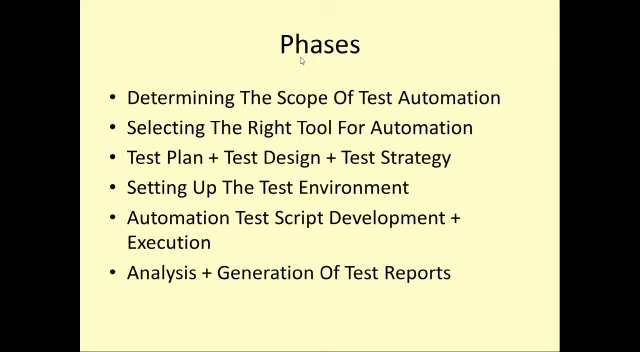 Phases
• Determining The Scope Of Test Automation
• Selecting The Right Tool For Automation
• Test Plan + Test Design + Test Strategy
• Setting Up The Test Environment
• Automation Test Script Development +
Execution
• Analysis + Generation Of Test Reports